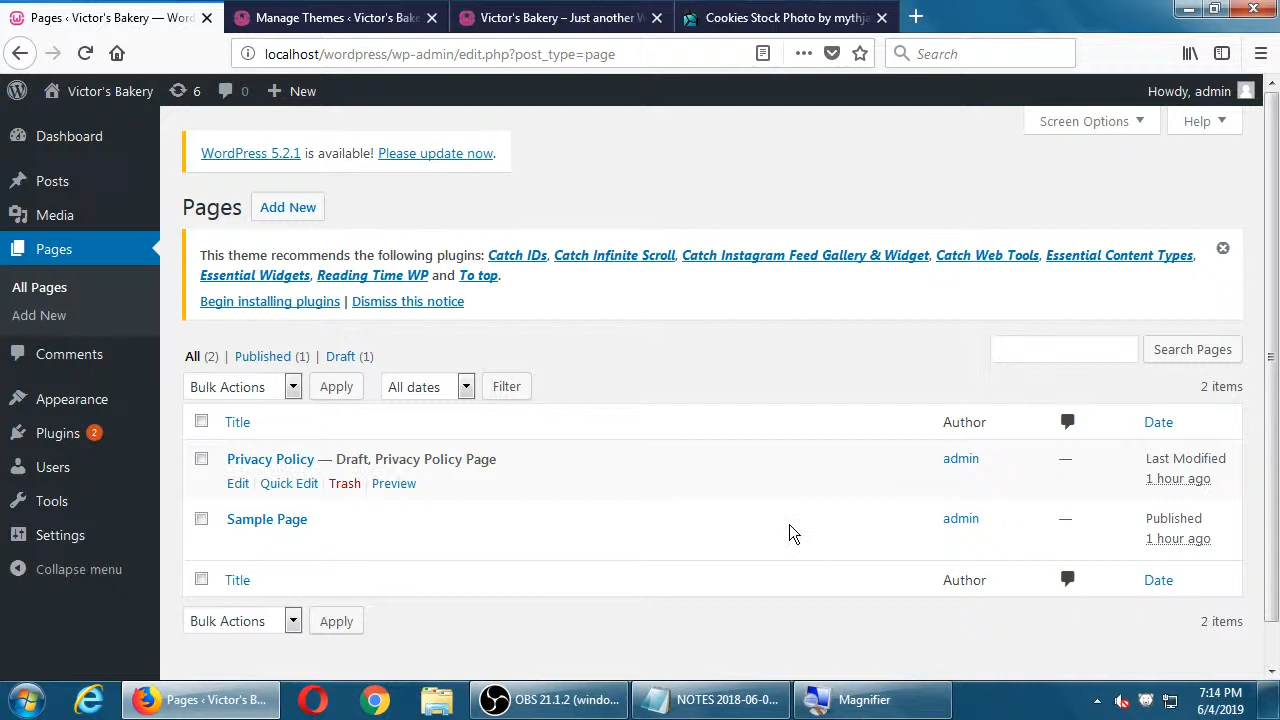 Pages ‹ Victor's Bakery — Word
Manage Themes ‹ Victor's Bake
Victor's Bakery – Just another W
Cookies Stock Photo by mythja
localhost/wordpress/wp-admin/edit.php?post_type=page
Search
Victor's Bakery
6
0
New
Howdy, admin
Dashboard
Posts
Media
Pages
All Pages
Add New
Comments
Appearance
Plugins 2
Users
Tools
Settings
Collapse menu
Screen Options
Help
WordPress 5.2.1 is available! Please update now.
Pages Add New
This theme recommends the following plugins: Catch IDs, Catch Infinite Scroll, Catch Instagram Feed Gallery & Widget, Catch Web Tools, Essential Content Types,
Essential Widgets, Reading Time WP and To top.
Begin installing plugins | Dismiss this notice
All (2) | Published (1) | Draft (1)
Search Pages
Bulk Actions Apply All dates Filter 2 items
Title Author Date
Privacy Policy — Draft, Privacy Policy Page admin — Last Modified
Edit | Quick Edit | Trash | Preview 1 hour ago
Sample Page admin — Published
1 hour ago
Title Author Date
Bulk Actions Apply 2 items
Pages ‹ Victor's B...
OBS 21.1.2 (windo...
NOTES 2018-06-0...
Magnifier
7:14 PM
6/4/2019